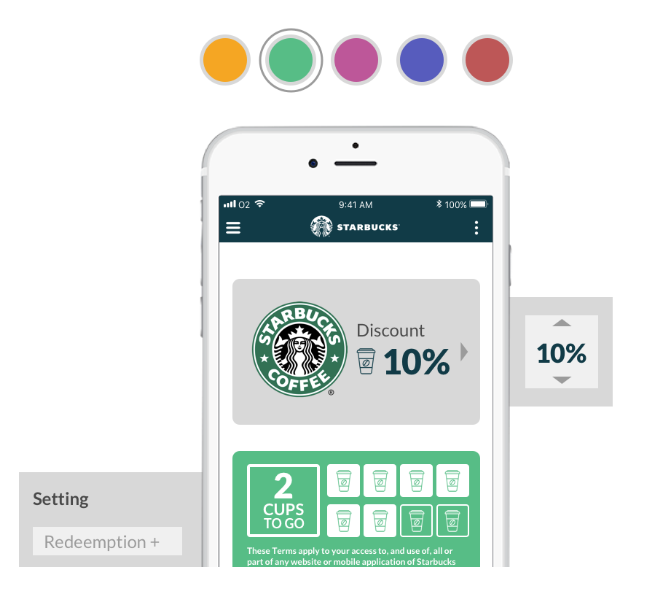 O2
9:41 AM
100%
STARBUCKS
STARBUCKS
COFFEE
®
Discount
10%
10%
Setting
Redeemption +
2
CUPS
TO GO
These Terms apply to your access to, and use of, all or
part of any website or mobile application of Starbucks